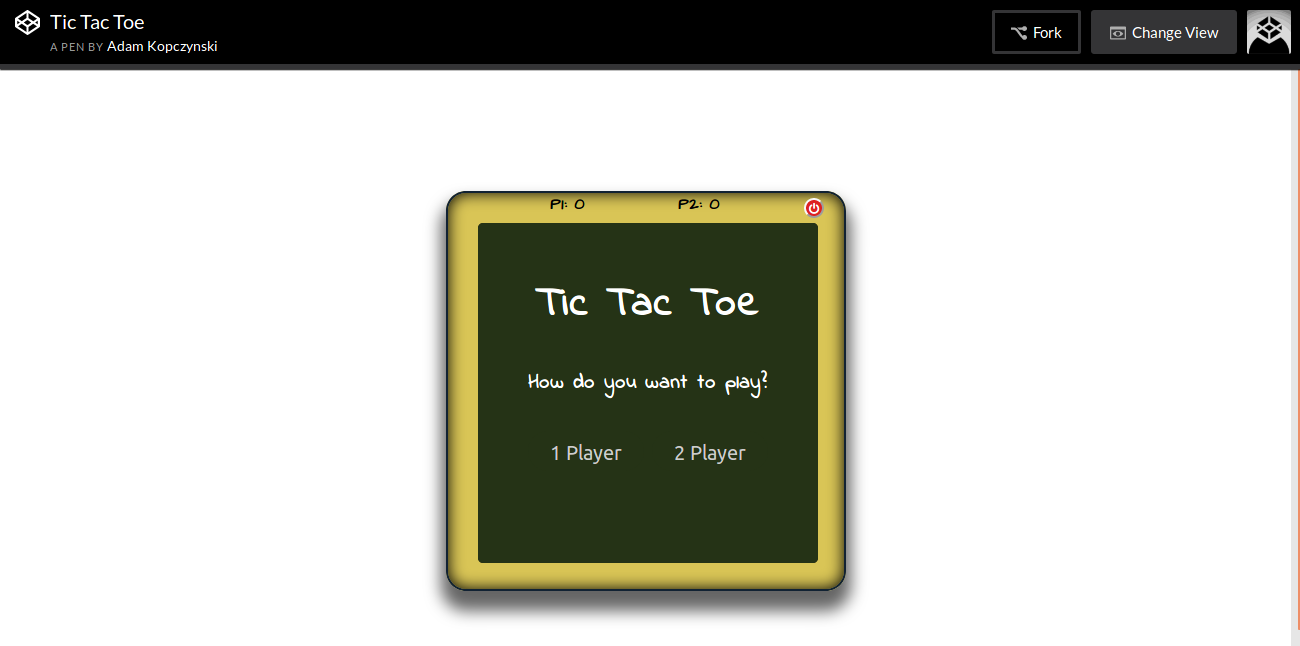 Tic Tac Toe
A PEN BY Adam Kopczynski
Fork
Change View
P1: 0
P2: 0
Tic Tac Toe
How do you want to play?
1 Player
2 Player